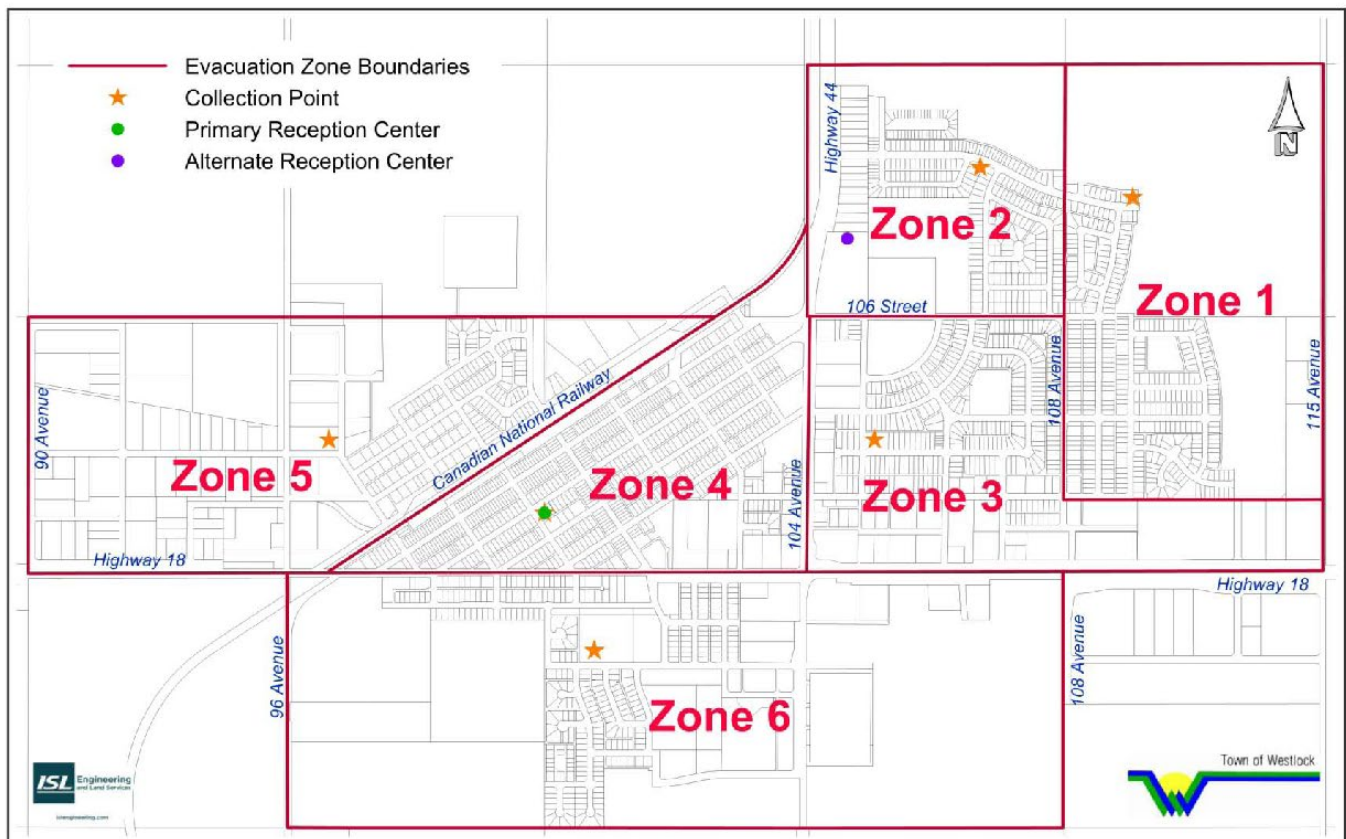 Evacuation Zone Boundaries
Collection Point
Primary Reception Center
Alternate Reception Center
Highway 44
N
Zone 2
Zone 1
106 Street
90 Avenue
Canadian National Railway
108 Avenue
115 Avenue
Zone 5
Zone 4
104 Avenue
Zone 3
Highway 18
Highway 18
96 Avenue
108 Avenue
Zone 6
ISL Engineering
and Land Services
islengineering.com
Town of Westlock